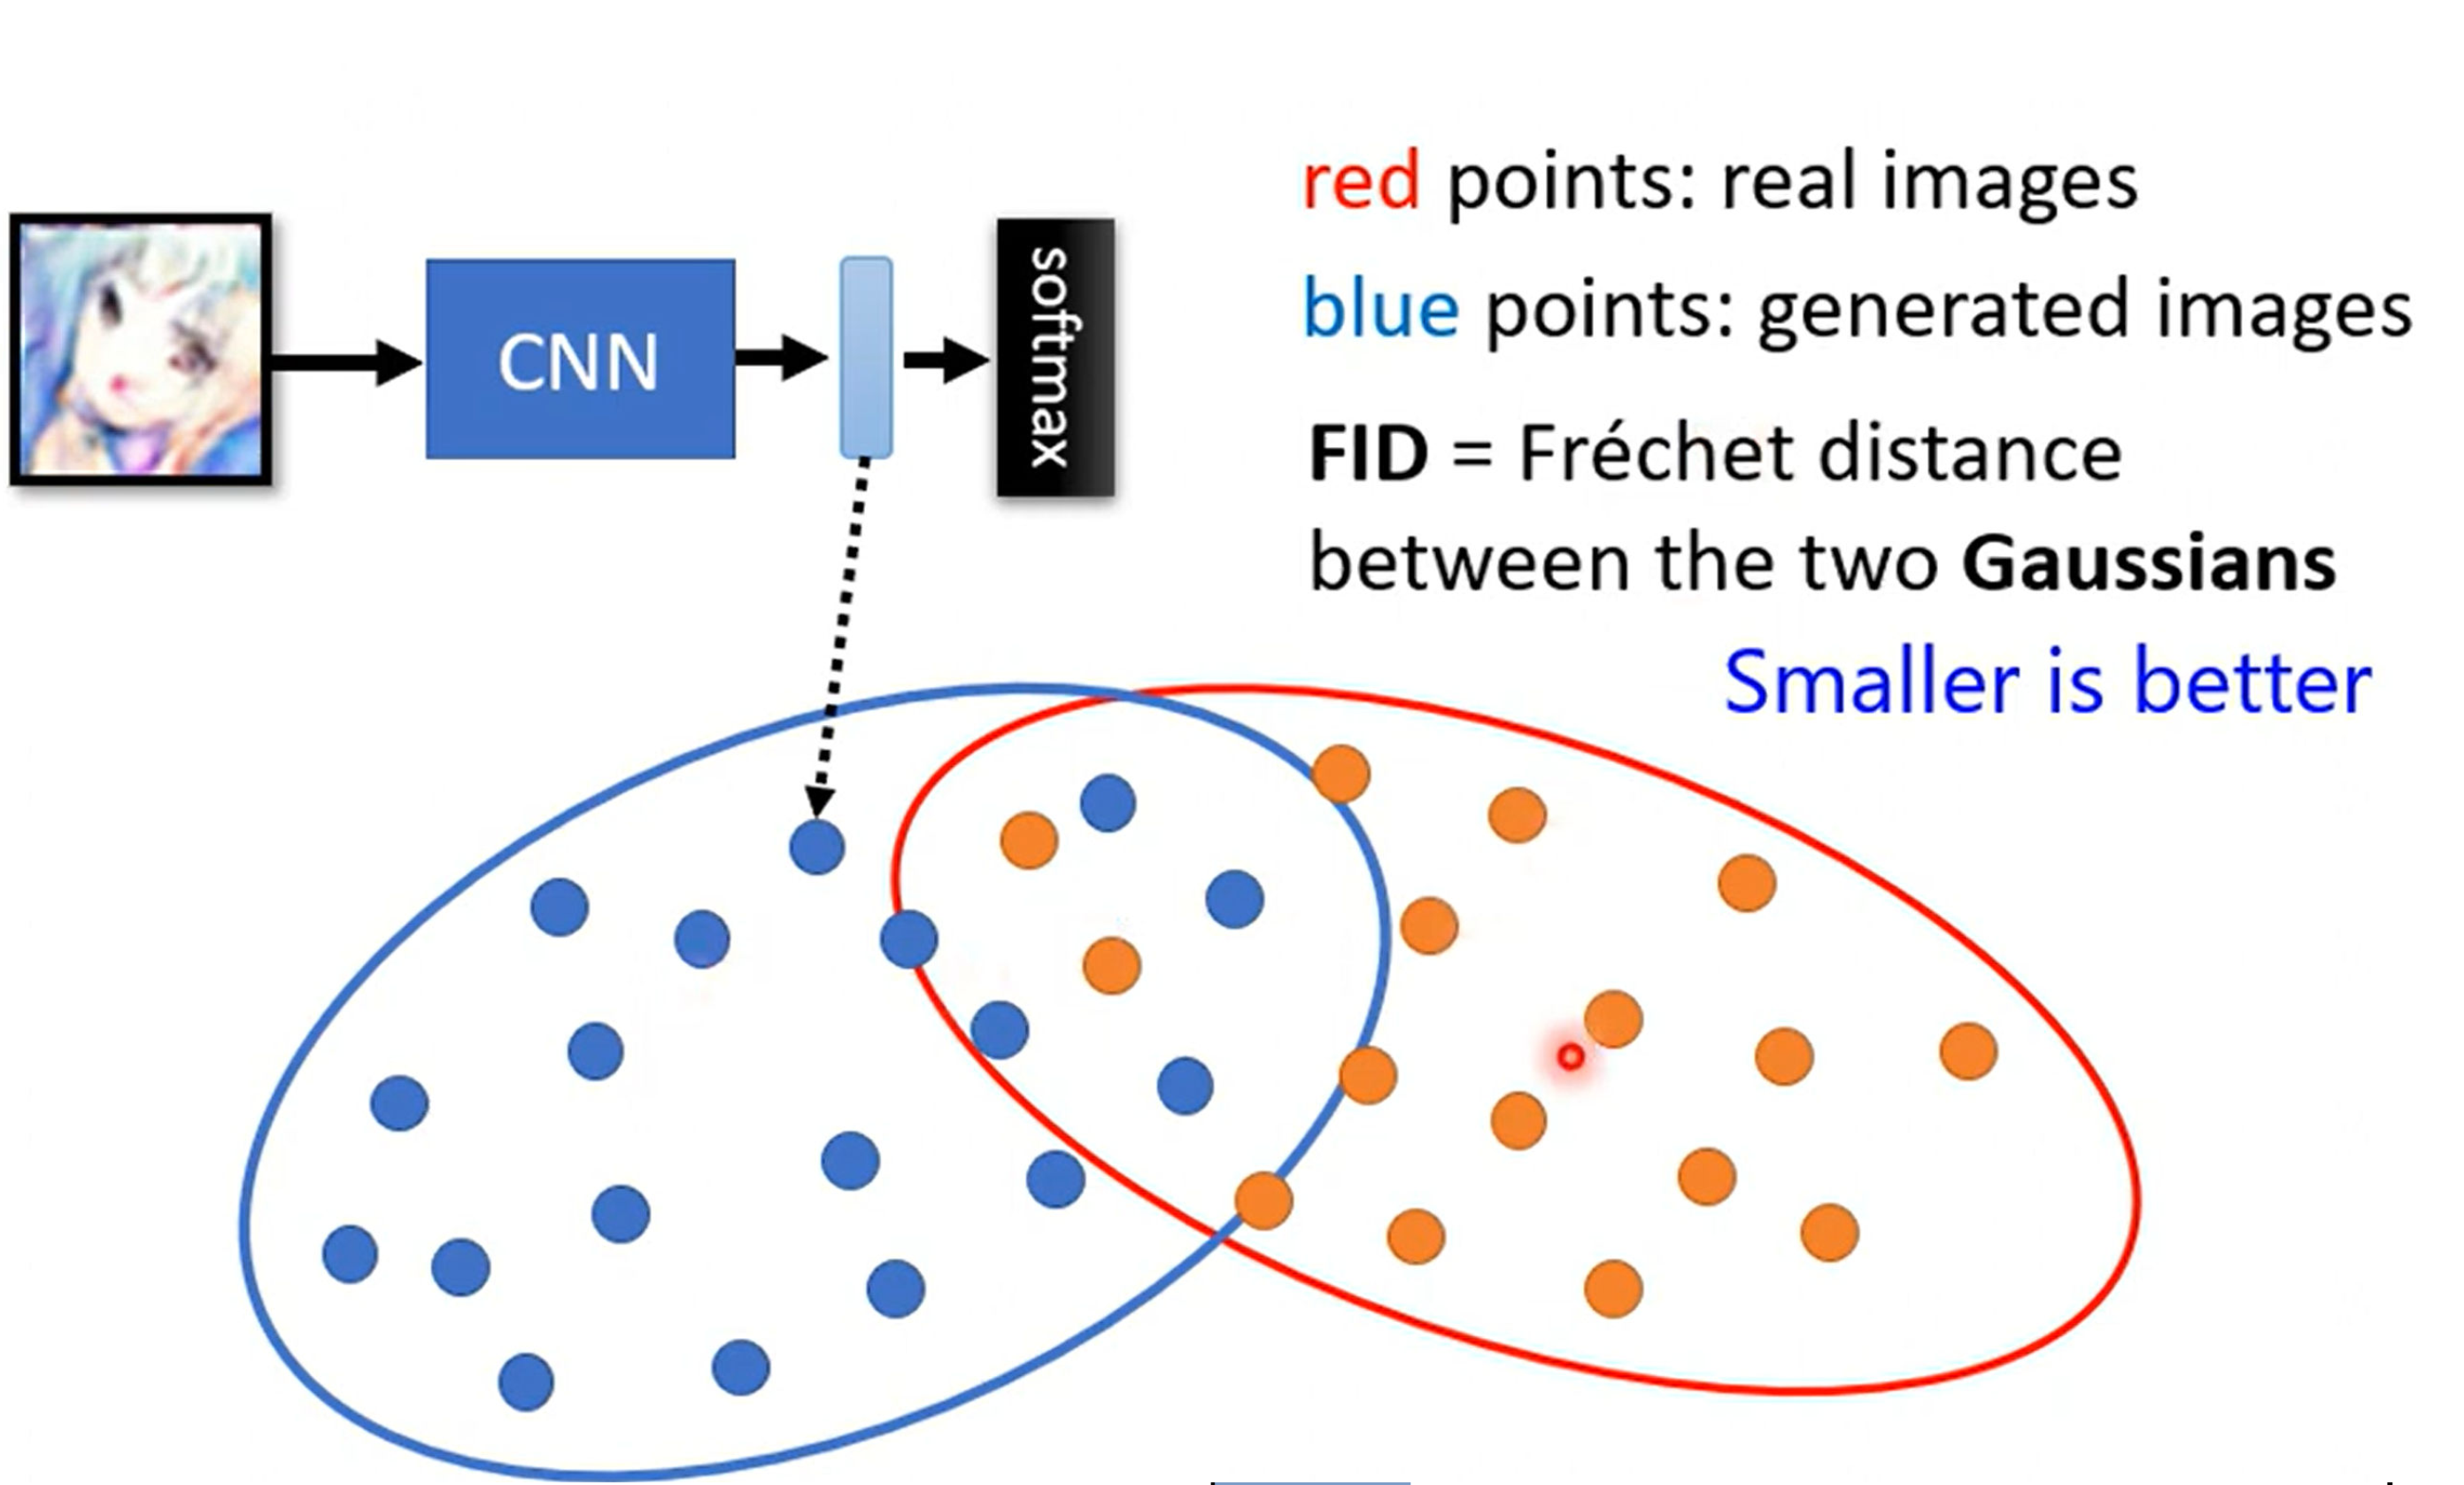 CNN
softmax
red points: real images
blue points: generated images
FID = Fréchet distance
between the two Gaussians
Smaller is better